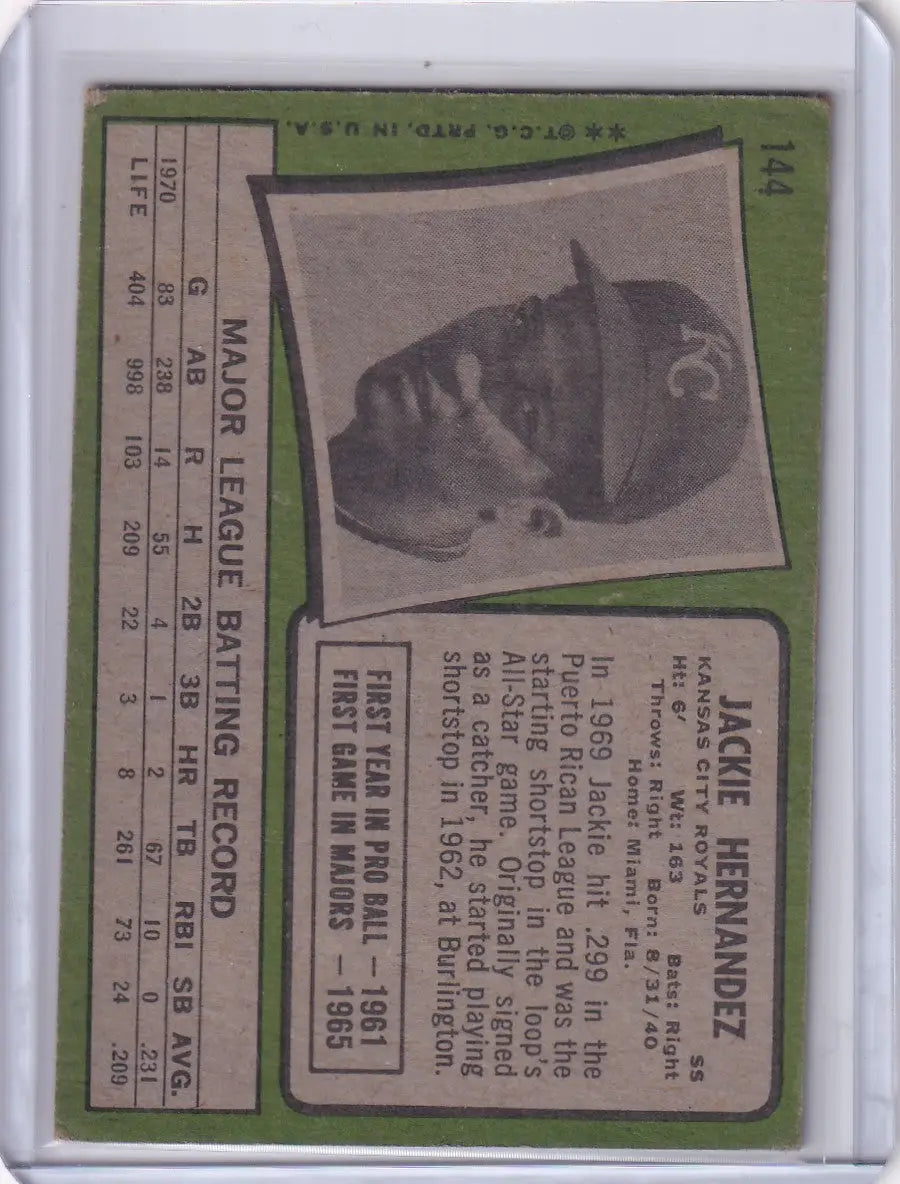 144
** ©T.C.G. PRTD. IN U.S.A.
KC
JACKIE HERNANDEZ SS
KANSAS CITY ROYALS
Ht: 6' Wt: 163 Bats: Right
Throws: Right Born: 8/31/40
Home: Miami, Fla.
In 1969 Jackie hit .299 in the
Puerto Rican League and was the
starting shortstop in the loop's
All-Star game. Originally signed
as a catcher, he started playing
shortstop in 1962, at Burlington.
FIRST YEAR IN PRO BALL — 1961
FIRST GAME IN MAJORS — 1965
MAJOR LEAGUE BATTING RECORD
G AB R H 2B 3B HR TB RBI SB AVG.
1970 83 238 14 55 4 1 2 67 10 0 .231
LIFE 404 998 103 209 22 3 8 261 73 24 .209